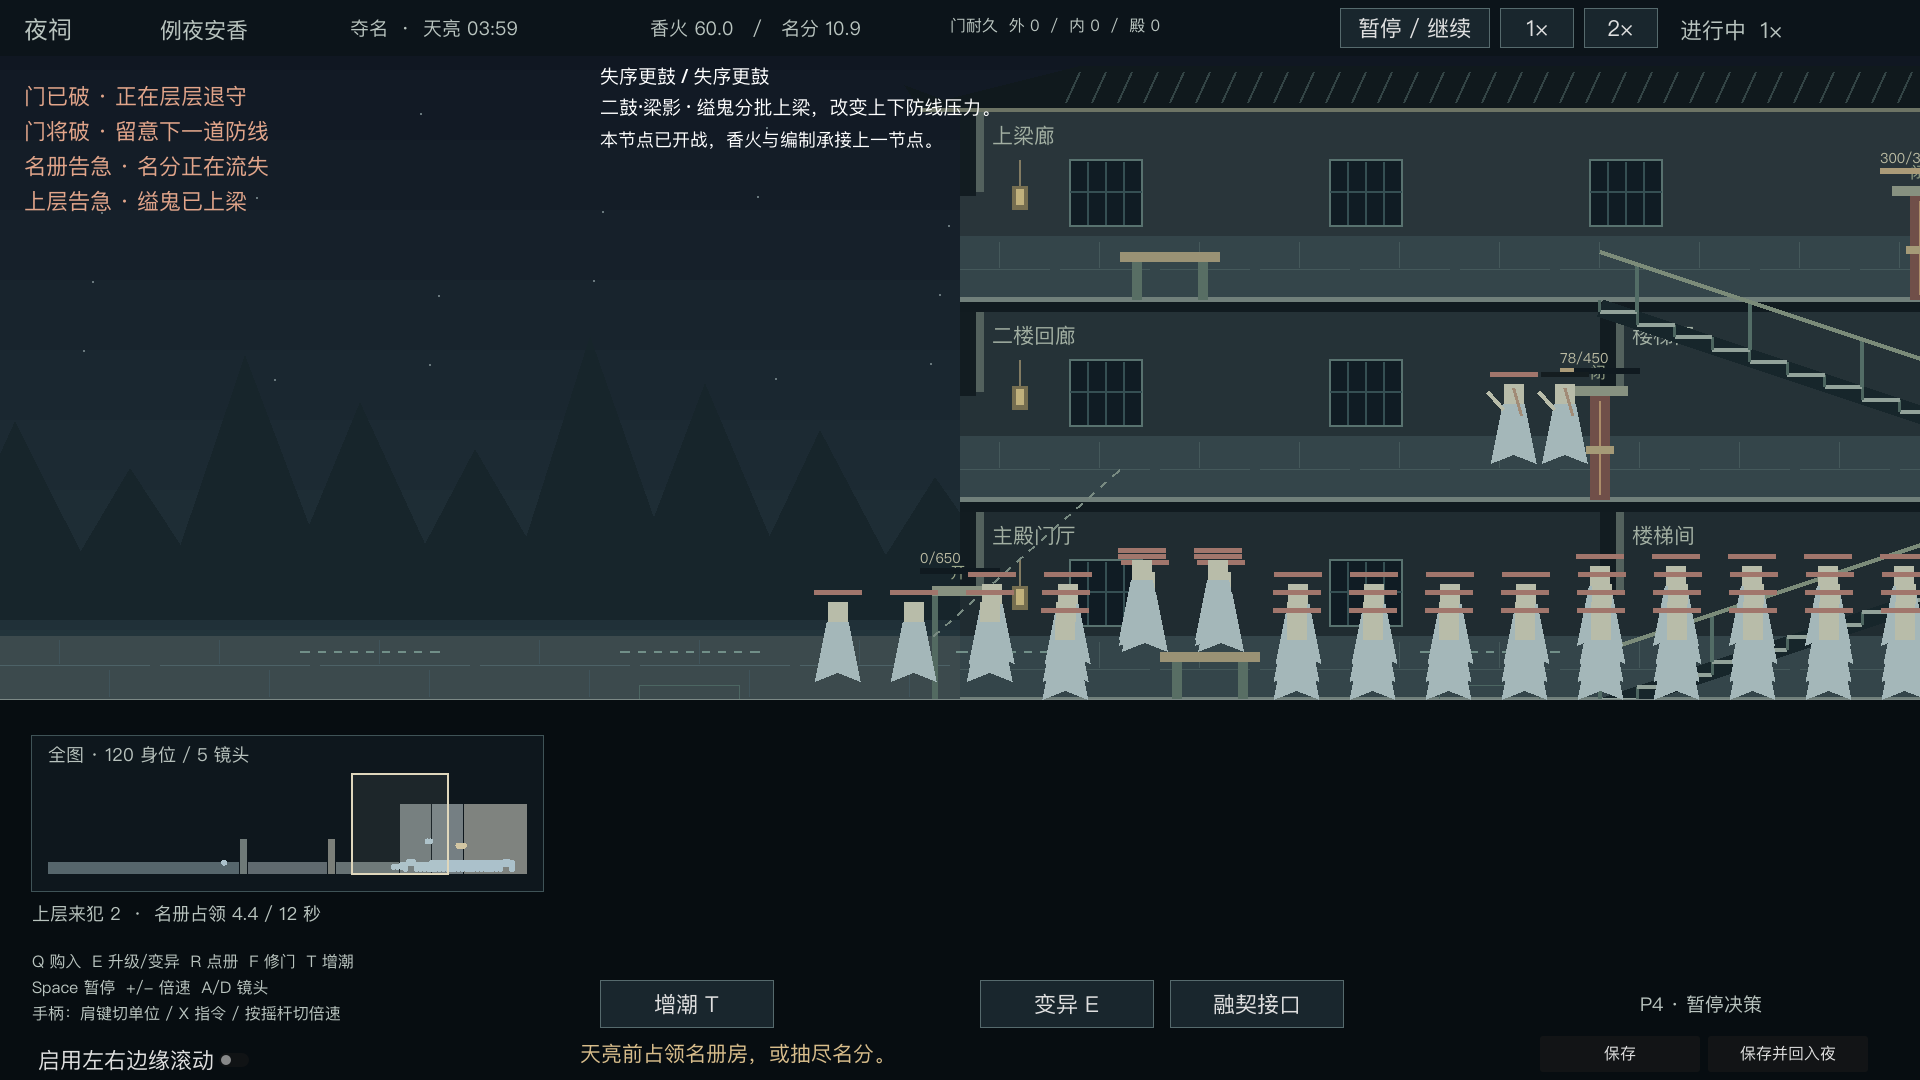 夜祠
例夜安香
夺名 · 天亮 03:59
香火 60.0 / 名分 10.9
门耐久 外 0 / 内 0 / 殿 0
暂停 / 继续
1×
2×
进行中 1×
门已破 · 正在层层退守
门将破 · 留意下一道防线
名册告急 · 名分正在流失
上层告急 · 缢鬼已上梁
失序更鼓 / 失序更鼓
二鼓·梁影 · 缢鬼分批上梁，改变上下防线压力。
本节点已开战，香火与编制承接上一节点。
上梁廊
300/3
二楼回廊
78/450
闭
主殿门厅
楼梯间
0/650
全图 · 120 身位 / 5 镜头
上层来犯 2 · 名册占领 4.4 / 12 秒
Q 购入 E 升级/变异 R 点册 F 修门 T 增潮
Space 暂停 +/− 倍速 A/D 镜头
手柄：肩键切单位 / X 指令 / 按摇杆切倍速
启用左右边缘滚动
增潮 T
变异 E
融契接口
天亮前占领名册房，或抽尽名分。
P4 · 暂停决策
保存
保存并回入夜